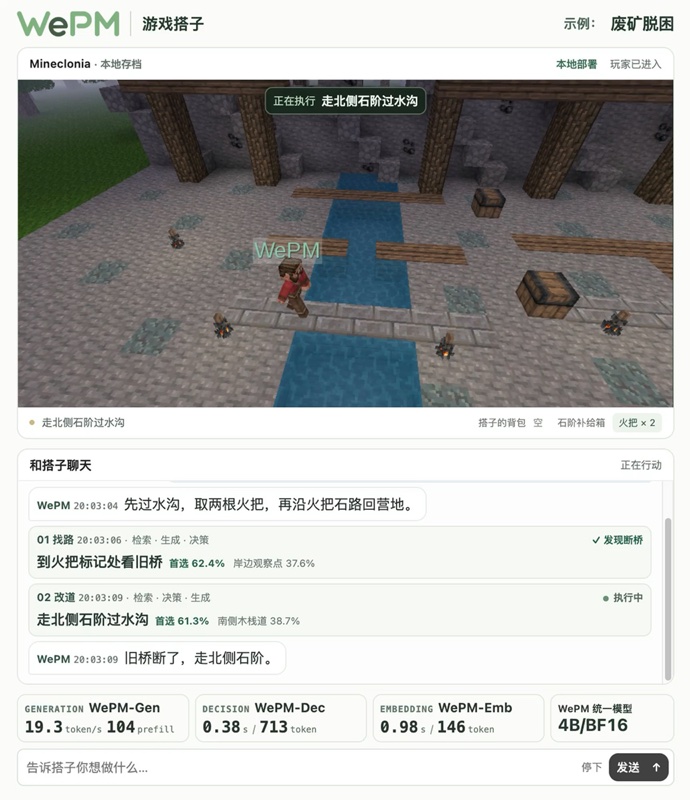 WePM 游戏搭子 示例： 废矿脱困
Mineclonia · 本地存档 本地部署 玩家已进入
正在执行 走北侧石阶过水沟
WePM
走北侧石阶过水沟 搭子的背包 空 石阶补给箱 火把 × 2
和搭子聊天 正在行动
WePM 20:03:04 先过水沟，取两根火把，再沿火把石路回营地。
01 找路 20:03:06 · 检索 · 生成 · 决策 ✓ 发现断桥
到火把标记处看旧桥 首选 62.4% 岸边观察点 37.6%
02 改道 20:03:09 · 检索 · 决策 · 生成 执行中
走北侧石阶过水沟 首选 61.3% 南侧木栈道 38.7%
WePM 20:03:09 旧桥断了，走北侧石阶。
GENERATION WePM-Gen
19.3 token/s 104 prefill
DECISION WePM-Dec
0.38 s / 713 token
EMBEDDING WePM-Emb
0.98 s / 146 token
WePM 统一模型
4B/BF16
告诉搭子你想做什么... 停下 发送 ↑